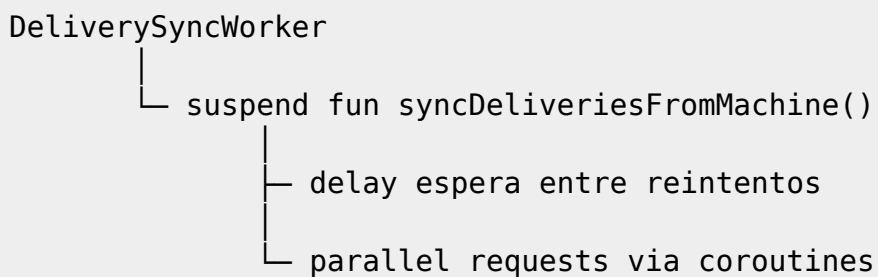 DeliverySyncWorker
│
└─ suspend fun syncDeliveriesFromMachine()
│
├─ delay espera entre reintentos
│
└─ parallel requests via coroutines